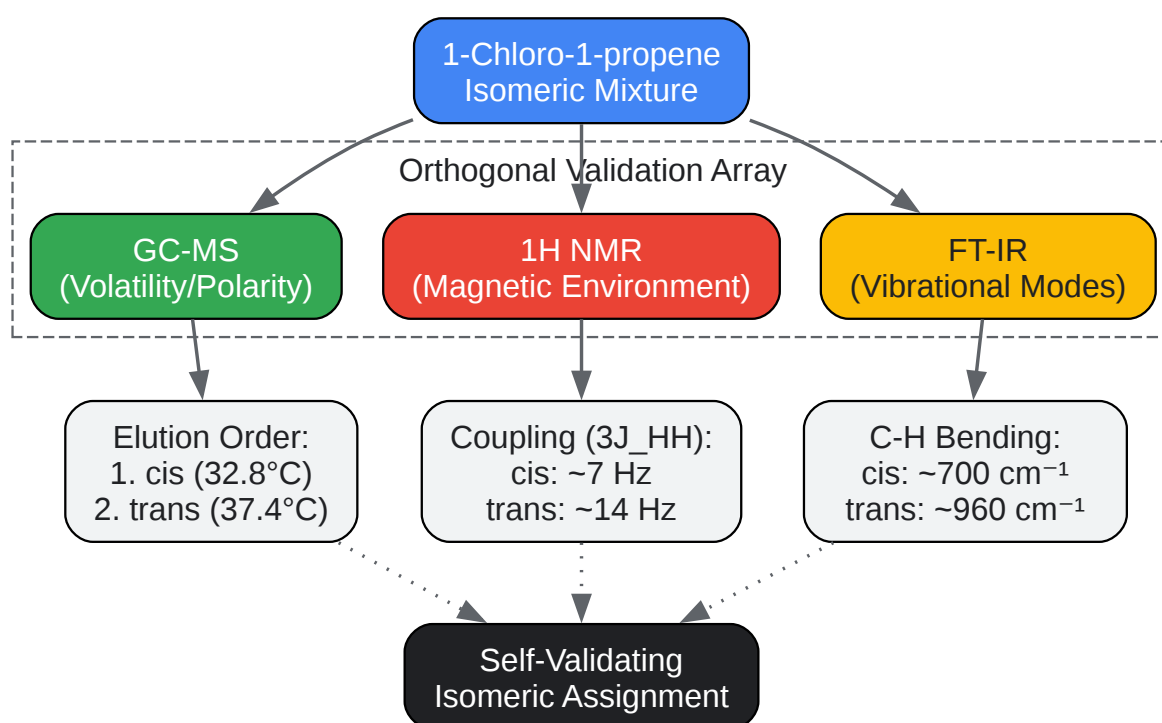 1-Chloro-1-propene
Isomeric Mixture
Orthogonal Validation Array
GC-MS
(Volatility/Polarity)
1H NMR
(Magnetic Environment)
FT-IR
(Vibrational Modes)
Elution Order:
1. cis (32.8°C)
2. trans (37.4°C)
Coupling (3J_HH):
cis: ~7 Hz
trans: ~14 Hz
C-H Bending:
cis: ~700 cm⁻¹
trans: ~960 cm⁻¹
Self-Validating
Isomeric Assignment